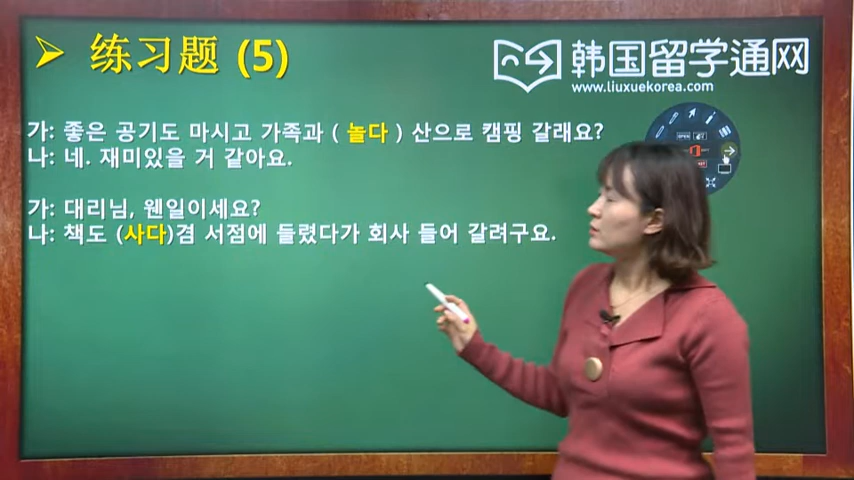 练习题 (5)
韩国留学通网
www.liuxuekorea.com
가: 좋은 공기도 마시고 가족과 ( 놀다 ) 산으로 캠핑 갈래요?
나: 네. 재미있을 거 같아요.
가: 대리님, 웬일이세요?
나: 책도 (사다)겸 서점에 들렸다가 회사 들어 갈려구요.